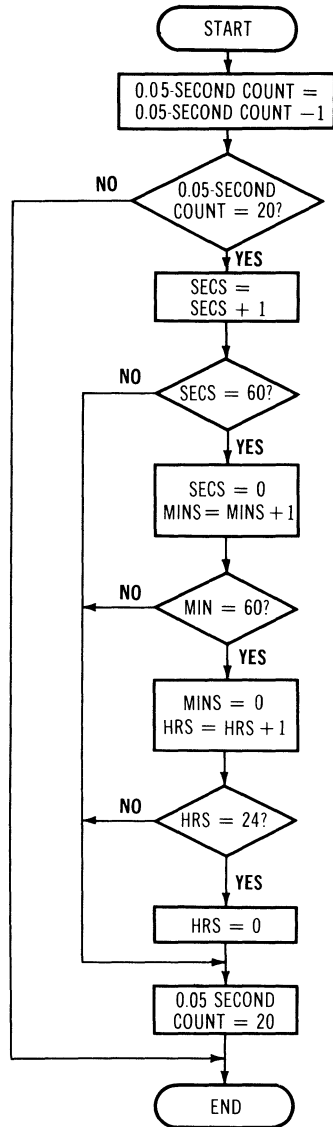 START
0.05-SECOND COUNT =
0.05-SECOND COUNT −1
NO
0.05-SECOND
COUNT = 20?
YES
SECS =
SECS + 1
NO
SECS = 60?
YES
SECS = 0
MINS = MINS + 1
NO
MIN = 60?
YES
MINS = 0
HRS = HRS + 1
NO
HRS = 24?
YES
HRS = 0
0.05 SECOND
COUNT = 20
END